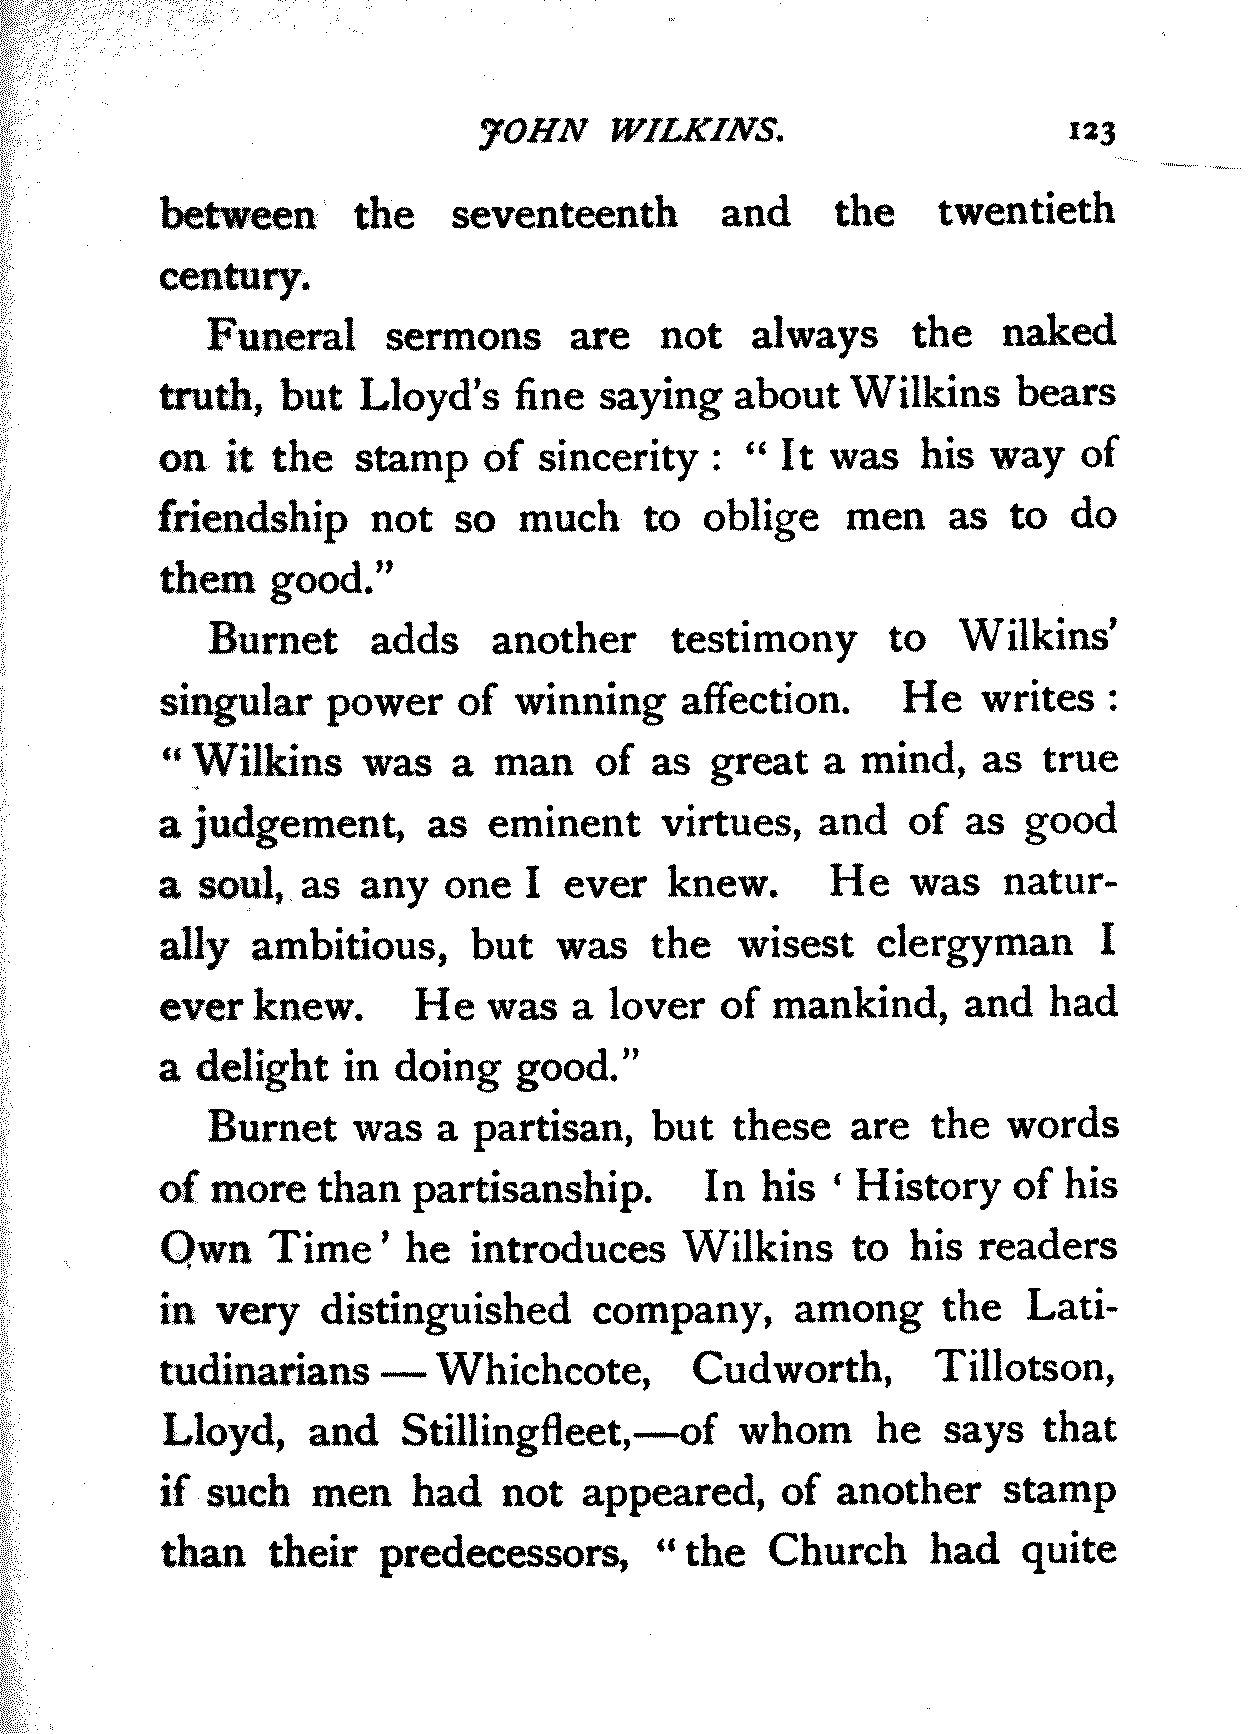 JOHN WILKINS. 123
between the seventeenth and the twentieth
century.
Funeral sermons are not always the naked
truth, but Lloyd's fine saying about Wilkins bears
on it the stamp of sincerity : “ It was his way of
friendship not so much to oblige men as to do
them good.”
Burnet adds another testimony to Wilkins’
singular power of winning affection. He writes :
“ Wilkins was a man of as great a mind, as true
a judgement, as eminent virtues, and of as good
a soul, as any one I ever knew. He was natur-
ally ambitious, but was the wisest clergyman I
ever knew. He was a lover of mankind, and had
a delight in doing good.”
Burnet was a partisan, but these are the words
of more than partisanship. In his ‘ History of his
Own Time ’ he introduces Wilkins to his readers
in very distinguished company, among the Lati-
tudinarians — Whichcote, Cudworth, Tillotson,
Lloyd, and Stillingfleet,—of whom he says that
if such men had not appeared, of another stamp
than their predecessors, “ the Church had quite